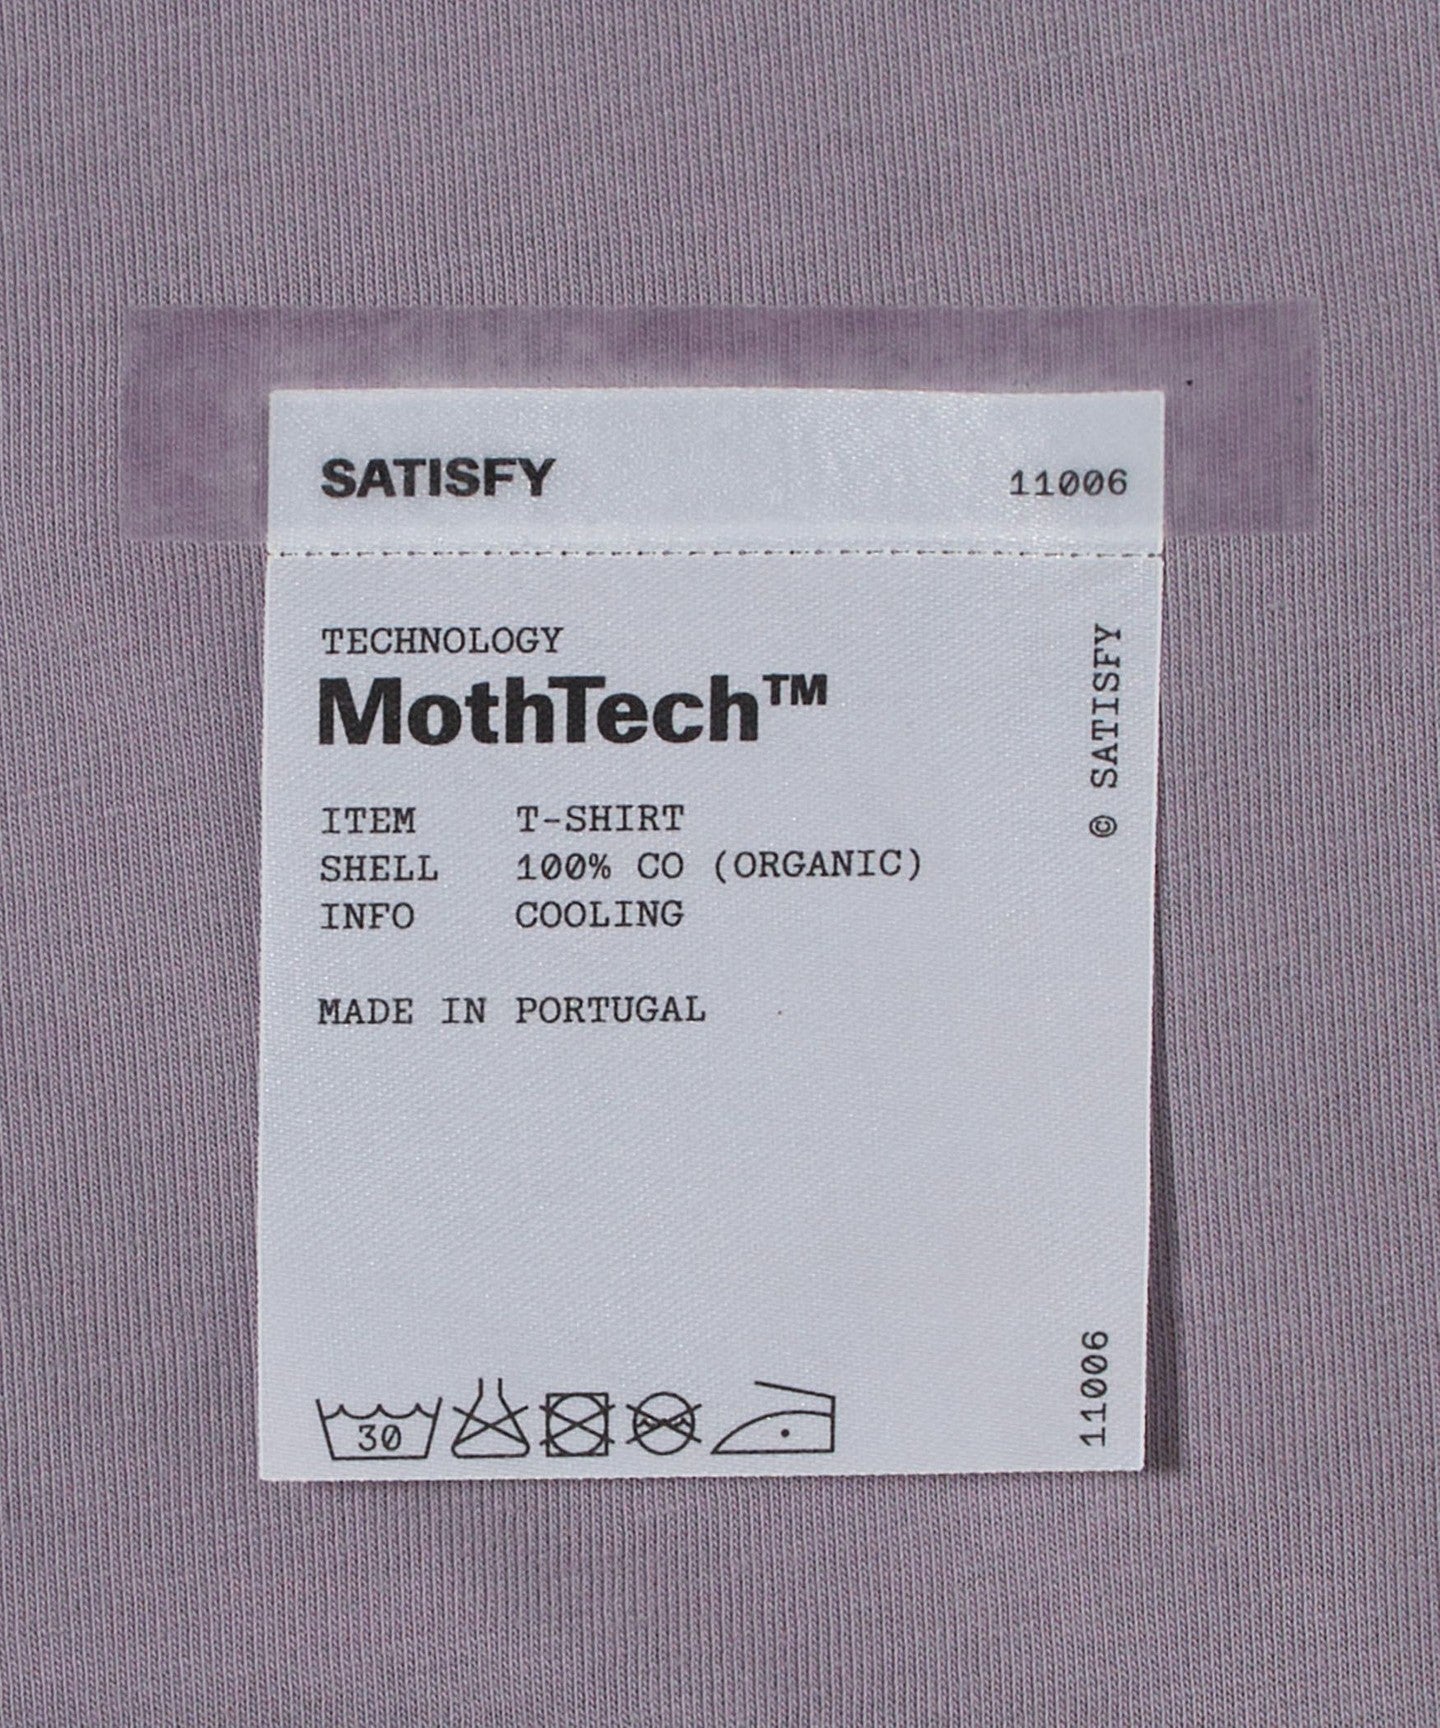 SATISFY 11006
TECHNOLOGY
MothTech™
ITEM T-SHIRT
SHELL 100% CO (ORGANIC)
INFO COOLING
MADE IN PORTUGAL
© SATISFY
30
11006